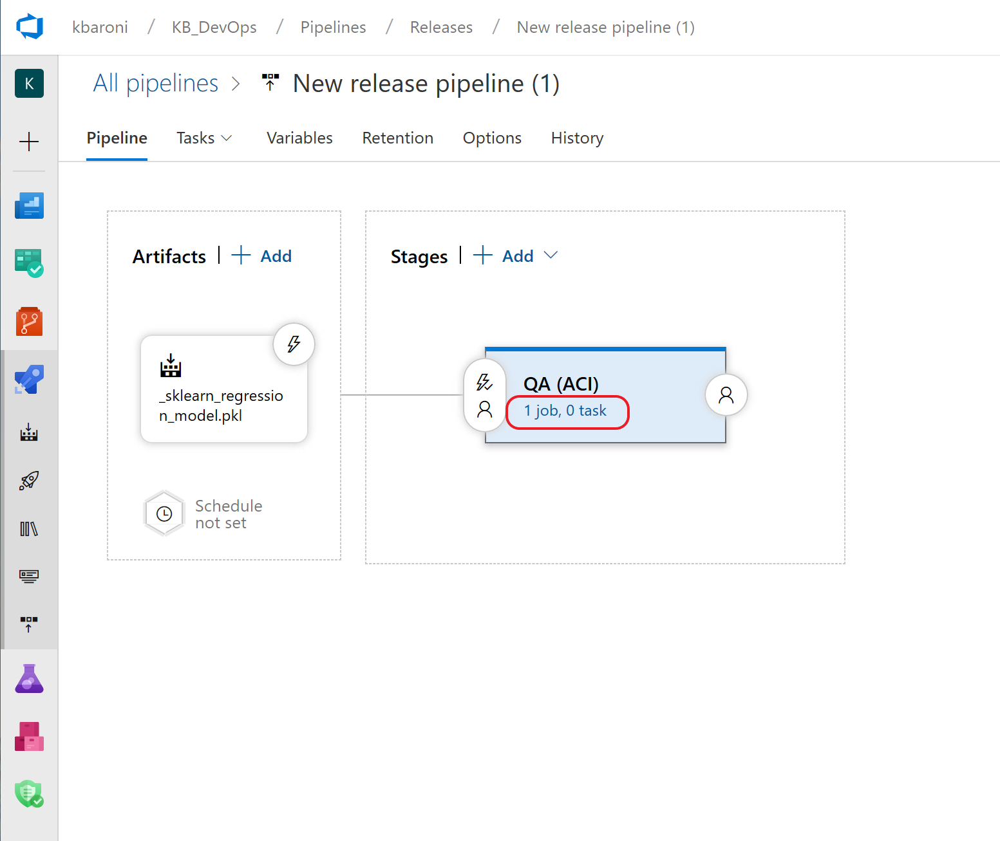 kbaroni / KB_DevOps / Pipelines / Releases / New release pipeline (1)
K
All pipelines > New release pipeline (1)
Pipeline Tasks Variables Retention Options History
Artifacts | + Add
Stages | + Add
_sklearn_regressio
n_model.pkl
QA (ACI)
1 job, 0 task
Schedule
not set